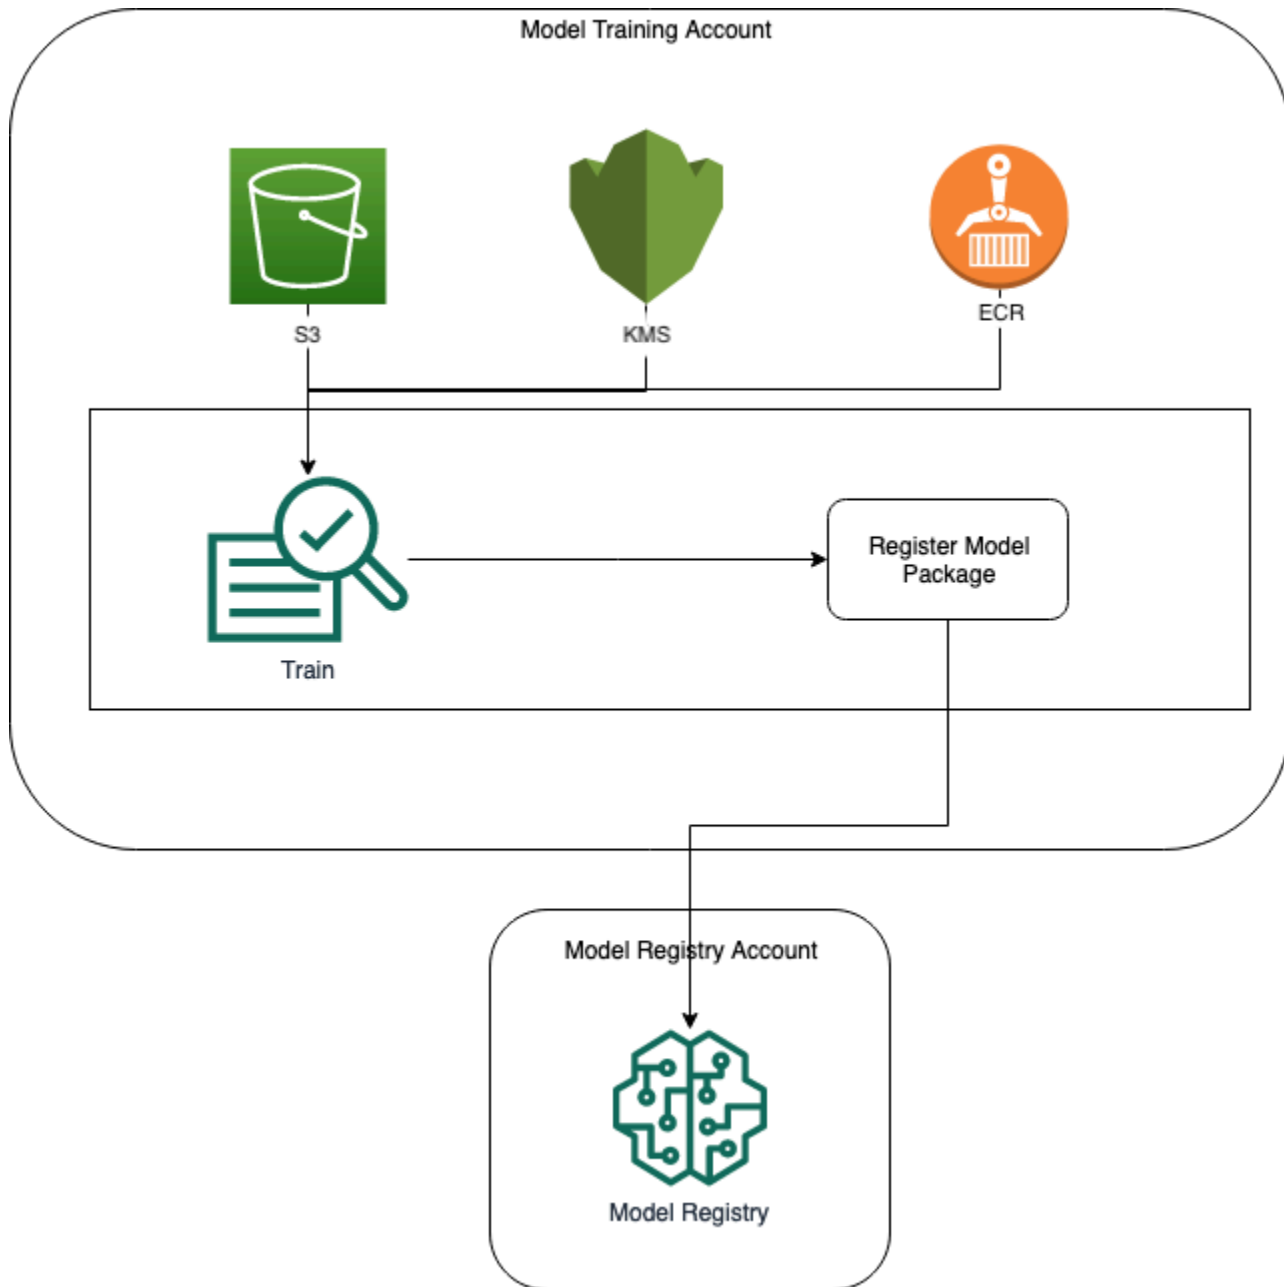 Model Training Account
S3
KMS
ECR
Register Model
Package
Train
Model Registry Account
Model Registry